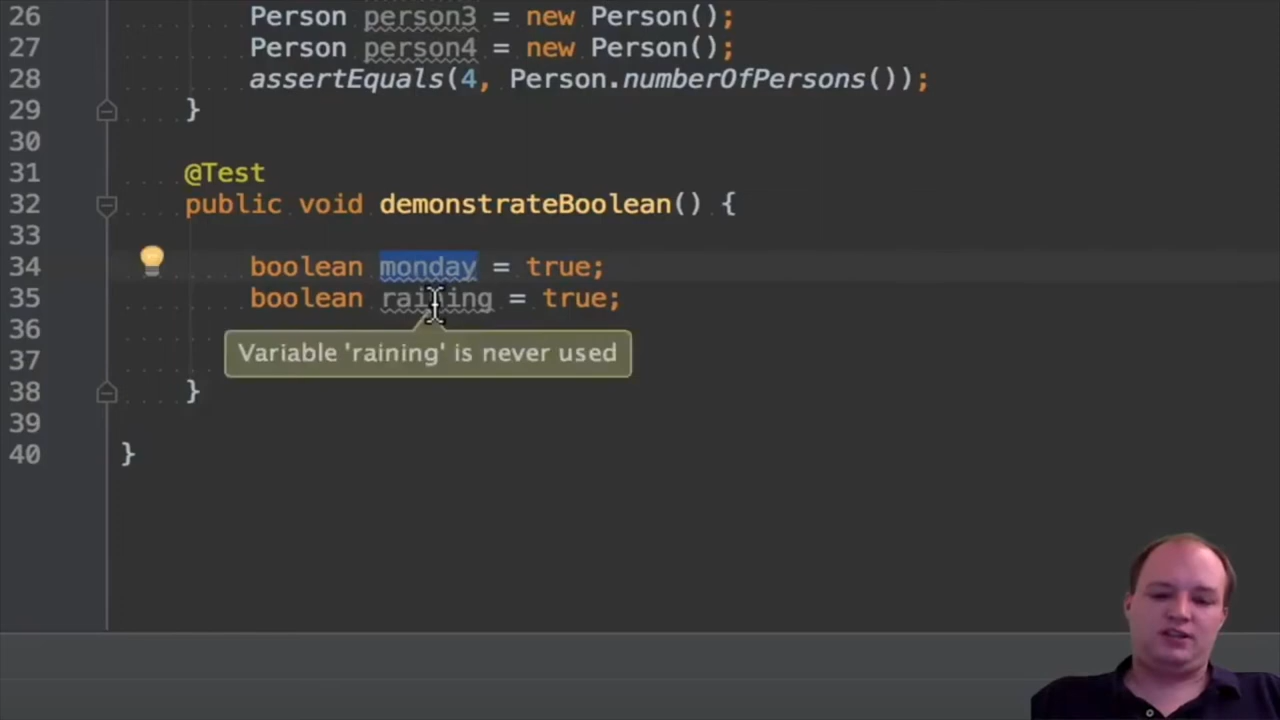 26 Person person3 = new Person();
27 Person person4 = new Person();
28 assertEquals(4, Person.numberOfPersons());
29 }
30
31 @Test
32 public void demonstrateBoolean() {
33
34 boolean monday = true;
35 boolean raining = true;
36
Variable 'raining' is never used
37
38 }
39
40 }